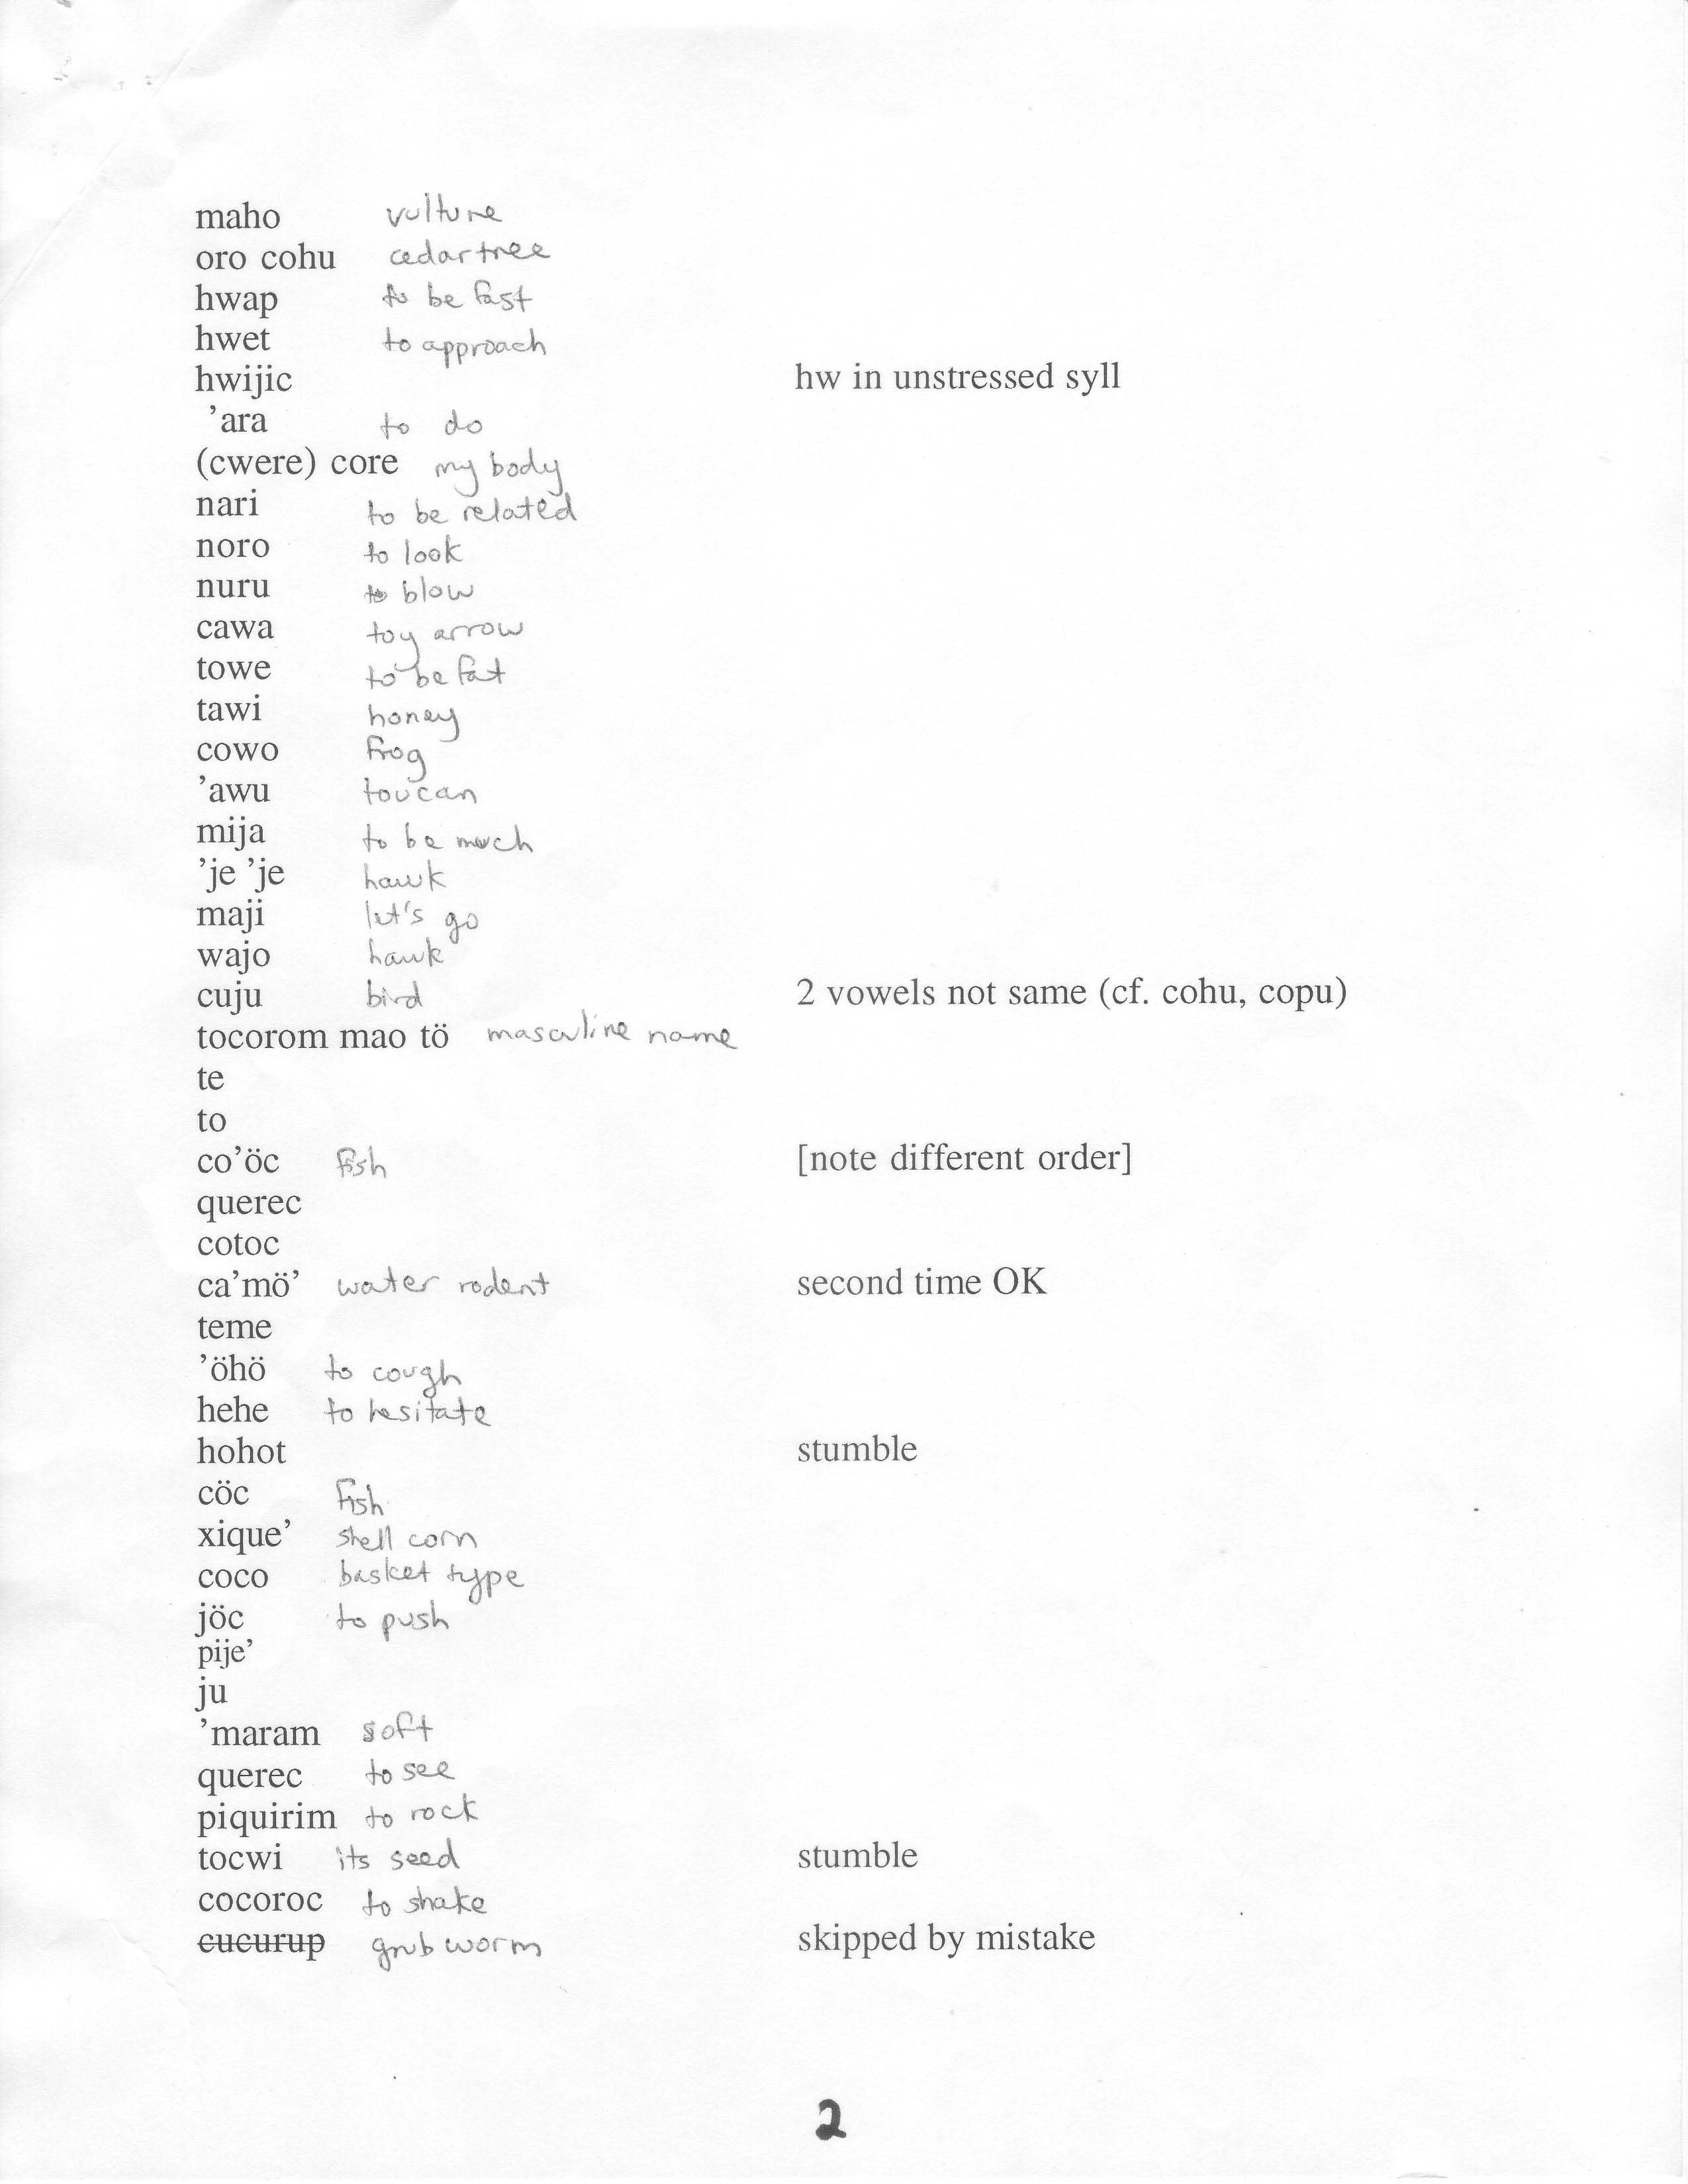 maho vulture
oro cohu cedar tree
hwap to be fast
hwet to approach
hwijic hw in unstressed syll
’ara to do
(cwere) core my body
nari to be related
noro to look
nuru to blow
cawa toy arrow
towe to be fat
tawi honey
cowo frog
’awu toucan
mija to be much
’je ’je hawk
maji let's go
wajo hawk
cuju bird 2 vowels not same (cf. cohu, copu)
tocorom mao tö masculine name
te
to
co’öc fish [note different order]
querec
cotoc
ca’mö’ water rodent second time OK
teme
’öhö to cough
hehe to hesitate
hohot stumble
cöc fish
xique’ shell corn
coco basket type
jöc to push
pije’
ju
’maram soft
querec to see
piquirim to rock
tocwi its seed stumble
cocoroc to shake
cucurup grub worm skipped by mistake
2